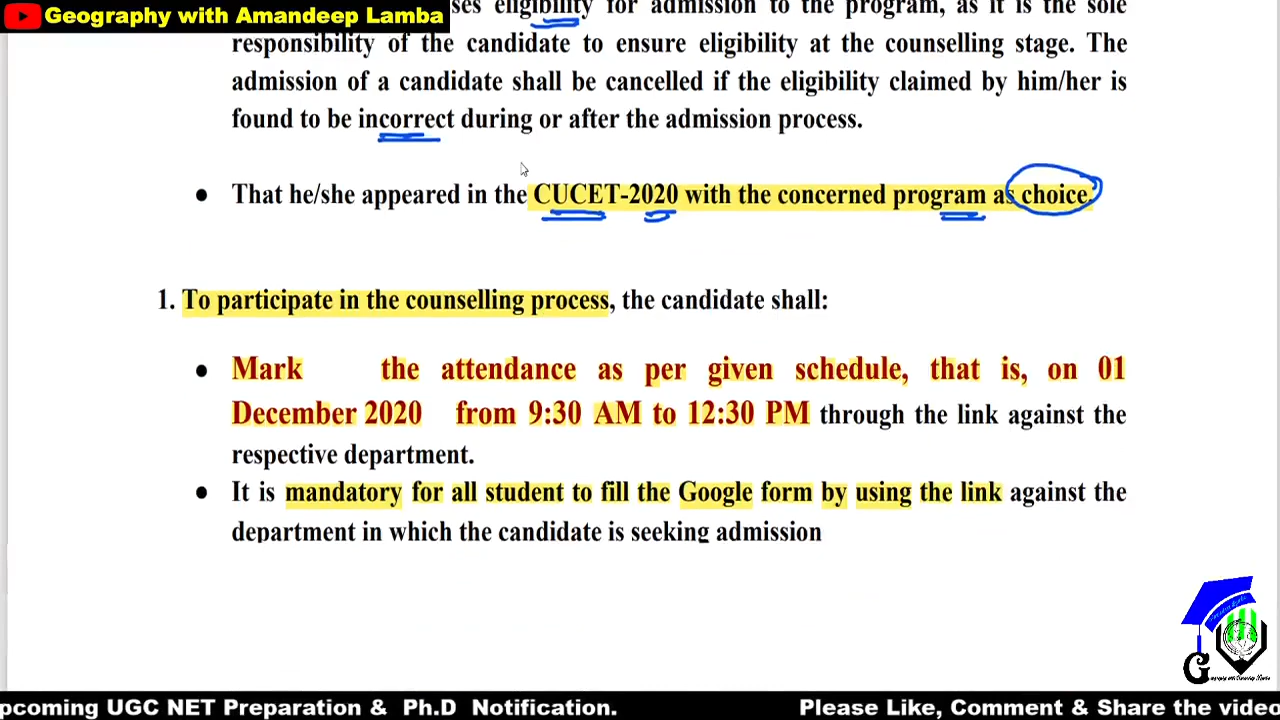 Geography with Amandeep Lamba
ses eligibility for admission to the program, as it is the sole
responsibility of the candidate to ensure eligibility at the counselling stage. The
admission of a candidate shall be cancelled if the eligibility claimed by him/her is
found to be incorrect during or after the admission process.
• That he/she appeared in the CUCET-2020 with the concerned program as choice.
1. To participate in the counselling process, the candidate shall:
• Mark the attendance as per given schedule, that is, on 01
December 2020 from 9:30 AM to 12:30 PM through the link against the
respective department.
• It is mandatory for all student to fill the Google form by using the link against the
department in which the candidate is seeking admission
G
pcoming UGC NET Preparation & Ph.D Notification. Please Like, Comment & Share the video